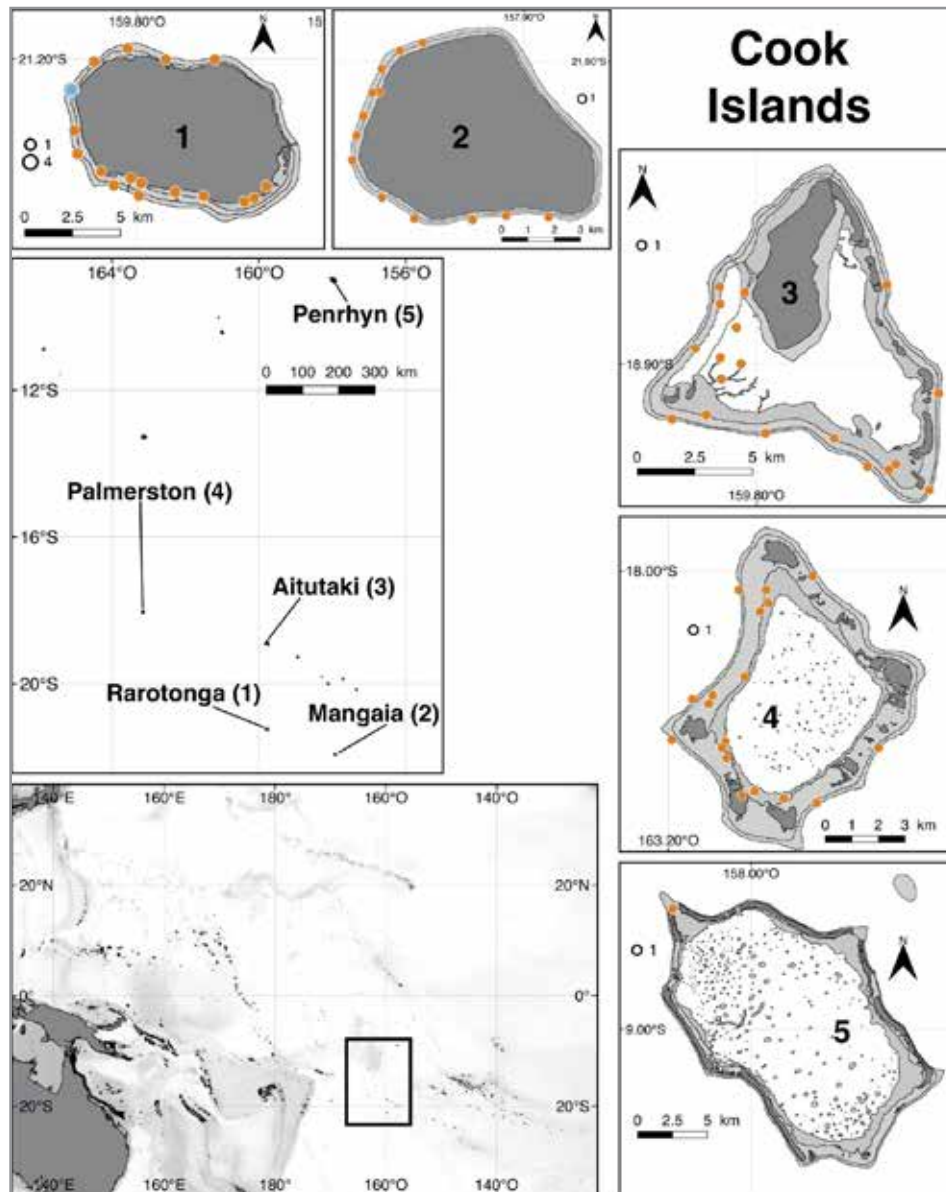 Cook
Islands
159.80°O
15
N
21.20°S
1
1
4
0 2.5 5 km
157.90°O
N
21.90°S
1
2
0 1 2 3 km
N
1
3
18.90°S
0 2.5 5 km
159.80°O
164°O 160°O 156°O
Penrhyn (5)
0 100 200 300 km
12°S
Palmerston (4)
16°S
Aitutaki (3)
20°S
Rarotonga (1)
Mangaia (2)
18.00°S
N
1
4
0 1 2 3 km
163.20°O
140°E 160°E 180° 160°O 140°O
20°N 20°N
0° 0°
20°S 20°S
140°E 160°E 180° 160°O 140°O
158.00°O
N
1
9.00°S
5
0 2.5 5 km